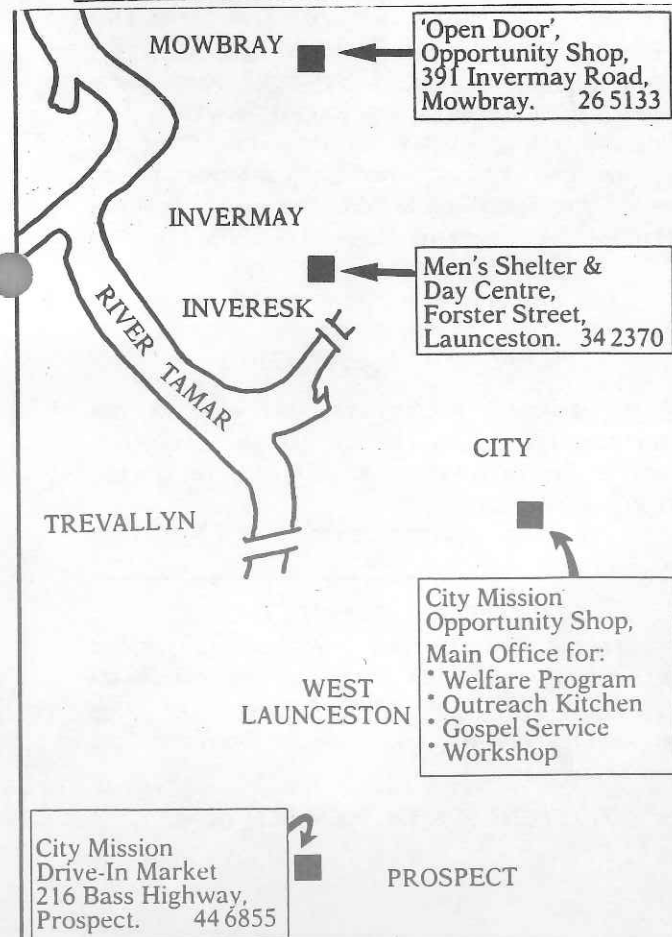 MOWBRAY
'Open Door',
Opportunity Shop,
391 Invermay Road,
Mowbray. 26 5133
INVERMAY
Men's Shelter &
Day Centre,
Forster Street,
Launceston. 34 2370
INVERESK
RIVER TAMAR
CITY
TREVALLYN
City Mission
Opportunity Shop,
Main Office for:
• Welfare Program
• Outreach Kitchen
• Gospel Service
• Workshop
WEST
LAUNCESTON
City Mission
Drive-In Market
216 Bass Highway,
Prospect. 44 6855
PROSPECT